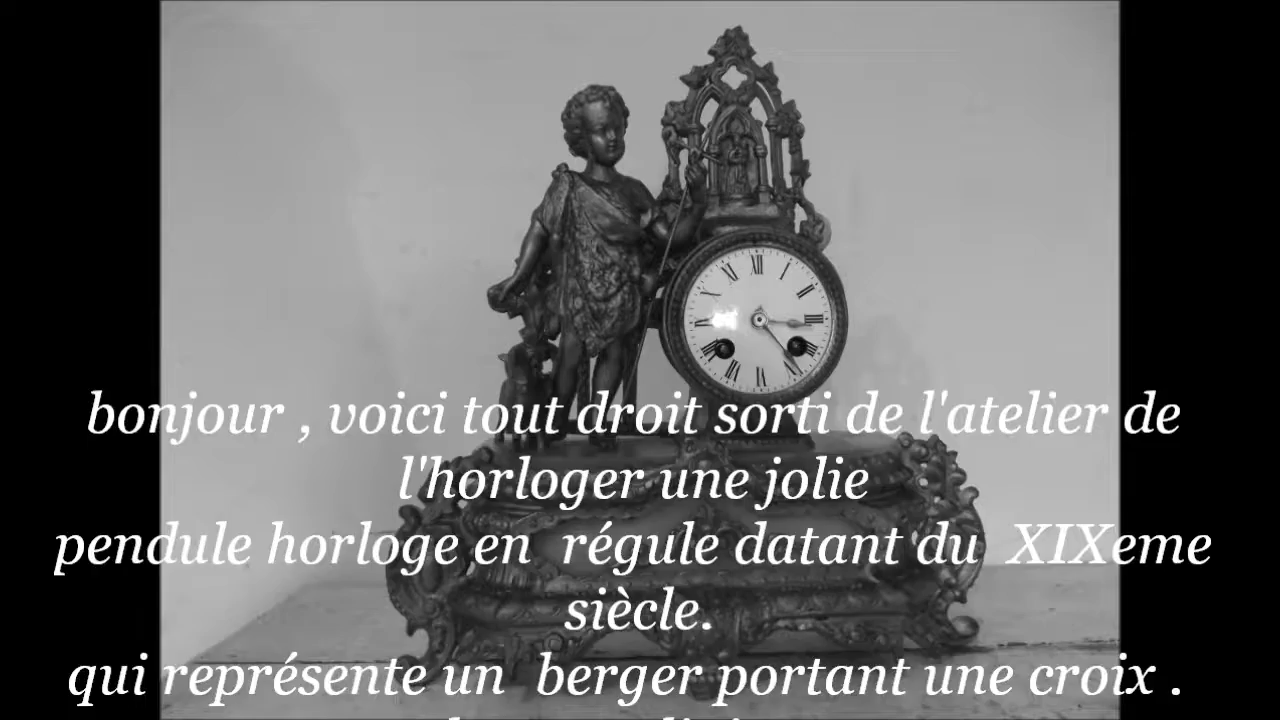 bonjour , voici tout droit sorti de l'atelier de
l'horloger une jolie
pendule horloge en régule datant du XIXeme
siècle.
qui représente un berger portant une croix .